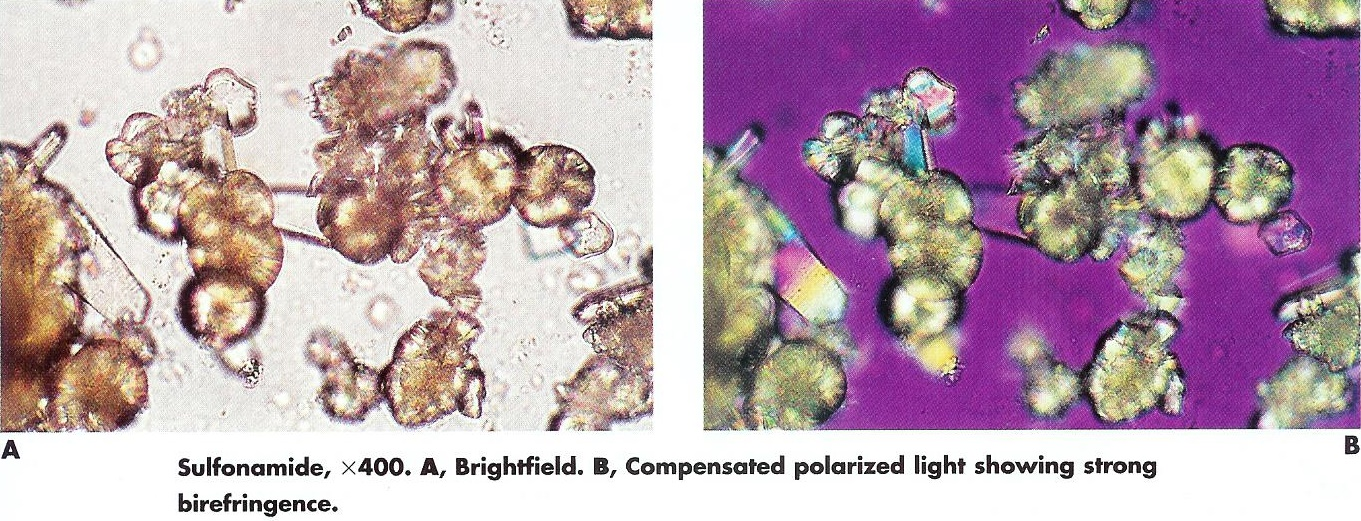 A
B
Sulfonamide, ×400. A, Brightfield. B, Compensated polarized light showing strong
birefringence.